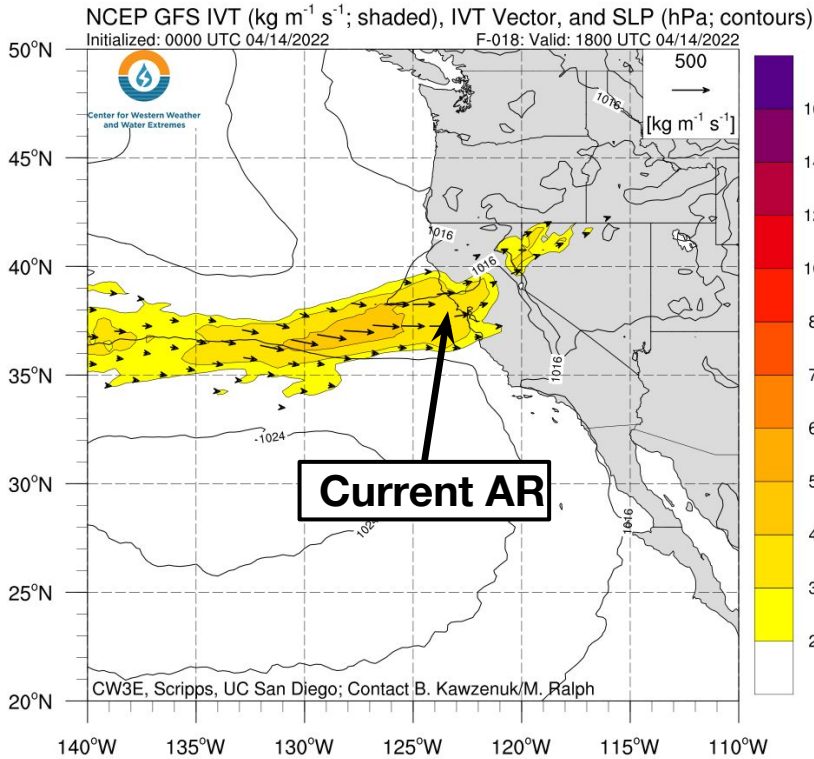 NCEP GFS IVT (kg m⁻¹ s⁻¹; shaded), IVT Vector, and SLP (hPa; contours)
Initialized: 0000 UTC 04/14/2022 F-018: Valid: 1800 UTC 04/14/2022
50°N
Center for Western Weather
and Water Extremes
500
[kg m⁻¹ s⁻¹]
1016
45°N
1016
40°N
1016
35°N
1016
1024
30°N
Current AR
1024
1016
25°N
CW3E, Scripps, UC San Diego; Contact B. Kawzenuk/M. Ralph
20°N
140°W 135°W 130°W 125°W 120°W 115°W 110°W